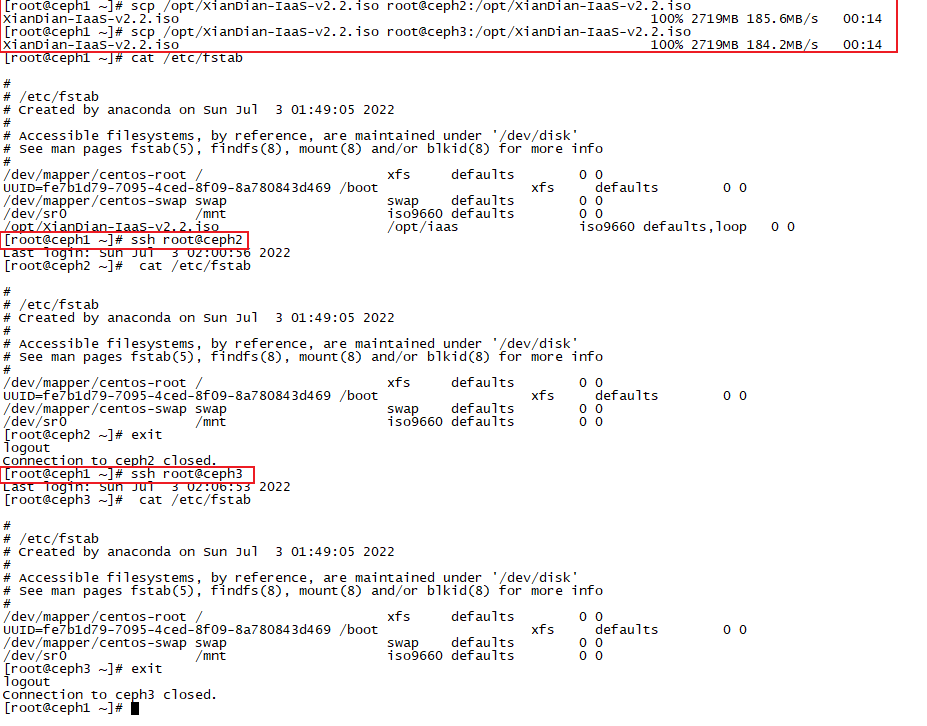 [root@ceph1 ~]# scp /opt/XianDian-IaaS-v2.2.iso root@ceph2:/opt/XianDian-IaaS-v2.2.iso
XianDian-IaaS-v2.2.iso 100% 2719MB 185.6MB/s 00:14
[root@ceph1 ~]# scp /opt/XianDian-IaaS-v2.2.iso root@ceph3:/opt/XianDian-IaaS-v2.2.iso
XianDian-IaaS-v2.2.iso 100% 2719MB 184.2MB/s 00:14
[root@ceph1 ~]# cat /etc/fstab
#
# /etc/fstab
# Created by anaconda on Sun Jul  3 01:49:05 2022
#
# Accessible filesystems, by reference, are maintained under '/dev/disk'
# See man pages fstab(5), findfs(8), mount(8) and/or blkid(8) for more info
#
/dev/mapper/centos-root / xfs defaults 0 0
UUID=fe7b1d79-7095-4ced-8f09-8a780843d469 /boot xfs defaults 0 0
/dev/mapper/centos-swap swap swap defaults 0 0
/dev/sr0 /mnt iso9660 defaults 0 0
/opt/XianDian-IaaS-v2.2.iso /opt/iaas iso9660 defaults,loop 0 0
[root@ceph1 ~]# ssh root@ceph2
Last login: Sun Jul  3 02:00:56 2022
[root@ceph2 ~]#  cat /etc/fstab
#
# /etc/fstab
# Created by anaconda on Sun Jul  3 01:49:05 2022
#
# Accessible filesystems, by reference, are maintained under '/dev/disk'
# See man pages fstab(5), findfs(8), mount(8) and/or blkid(8) for more info
#
/dev/mapper/centos-root / xfs defaults 0 0
UUID=fe7b1d79-7095-4ced-8f09-8a780843d469 /boot xfs defaults 0 0
/dev/mapper/centos-swap swap swap defaults 0 0
/dev/sr0 /mnt iso9660 defaults 0 0
[root@ceph2 ~]# exit
logout
Connection to ceph2 closed.
[root@ceph1 ~]# ssh root@ceph3
Last login: Sun Jul  3 02:06:53 2022
[root@ceph3 ~]#  cat /etc/fstab
#
# /etc/fstab
# Created by anaconda on Sun Jul  3 01:49:05 2022
#
# Accessible filesystems, by reference, are maintained under '/dev/disk'
# See man pages fstab(5), findfs(8), mount(8) and/or blkid(8) for more info
#
/dev/mapper/centos-root / xfs defaults 0 0
UUID=fe7b1d79-7095-4ced-8f09-8a780843d469 /boot xfs defaults 0 0
/dev/mapper/centos-swap swap swap defaults 0 0
/dev/sr0 /mnt iso9660 defaults 0 0
[root@ceph3 ~]# exit
logout
Connection to ceph3 closed.
[root@ceph1 ~]#